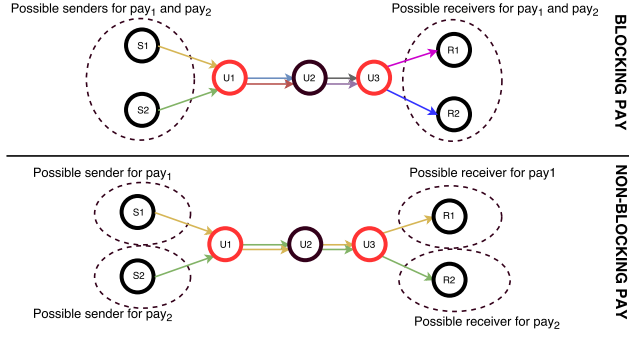 Possible senders for pay1 and pay2
Possible receivers for pay1 and pay2
S1
R1
U1
U2
U3
S2
R2
BLOCKING PAY
Possible sender for pay1
Possible receiver for pay1
S1
R1
U1
U2
U3
S2
R2
Possible sender for pay2
Possible receiver for pay2
NON-BLOCKING PAY